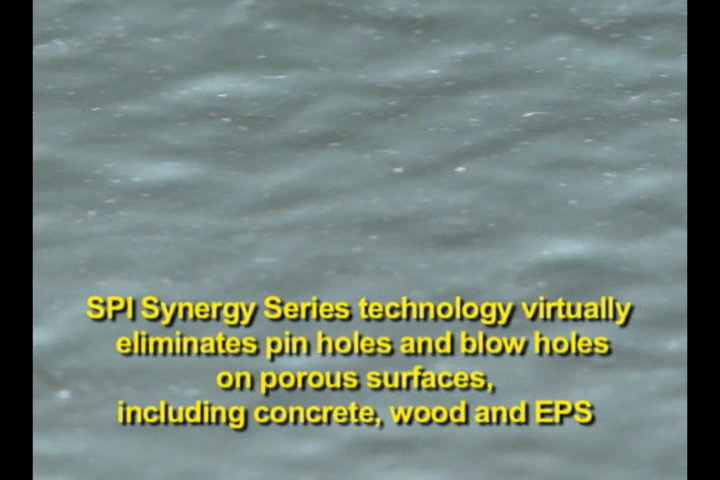 SPI Synergy Series technology virtually
eliminates pin holes and blow holes
on porous surfaces,
including concrete, wood and EPS